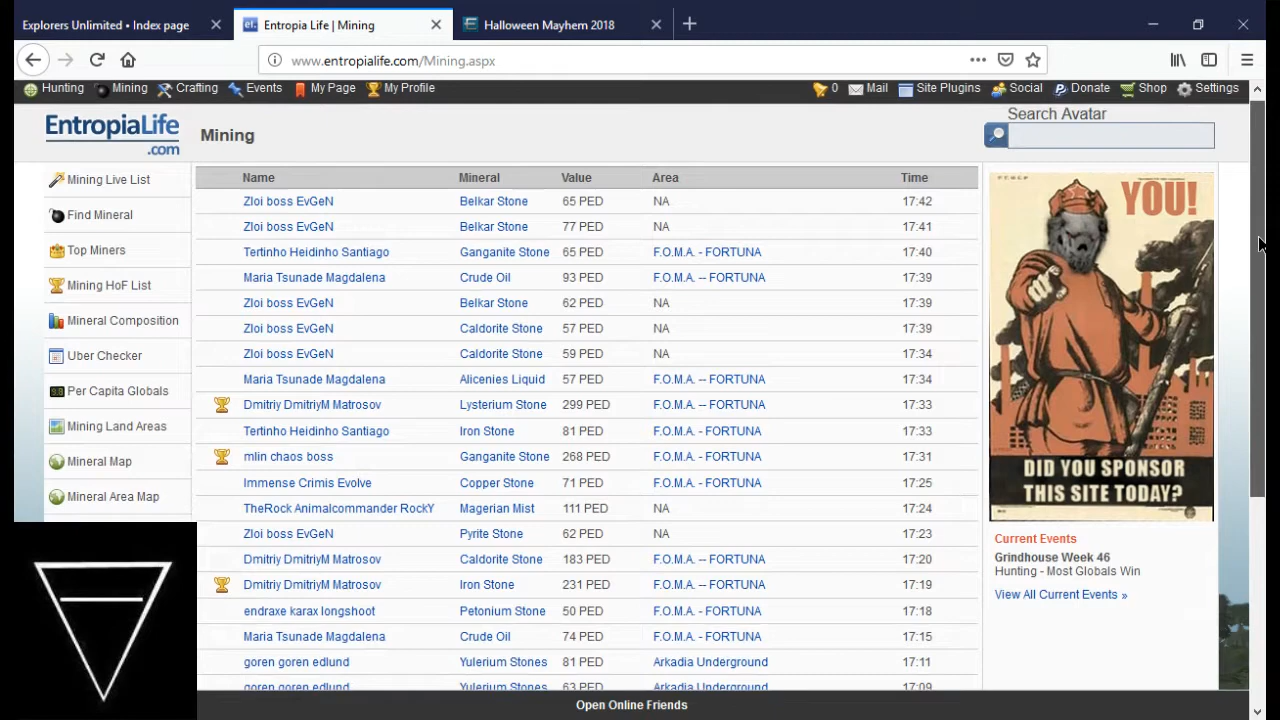 Explorers Unlimited • Index page
Entropia Life | Mining
Halloween Mayhem 2018
www.entropialife.com/Mining.aspx
Hunting Mining Crafting Events My Page My Profile 0 Mail Site Plugins Social Donate Shop Settings
EntropiaLife
.com
Mining
Search Avatar
Mining Live List
Find Mineral
Top Miners
Mining HoF List
Mineral Composition
Uber Checker
Per Capita Globals
Mining Land Areas
Mineral Map
Mineral Area Map
Name Mineral Value Area Time
Zloi boss EvGeN Belkar Stone 65 PED NA 17:42
Zloi boss EvGeN Belkar Stone 77 PED NA 17:41
Tertinho Heidinho Santiago Ganganite Stone 65 PED F.O.M.A. - FORTUNA 17:40
Maria Tsunade Magdalena Crude Oil 93 PED F.O.M.A. -- FORTUNA 17:39
Zloi boss EvGeN Belkar Stone 62 PED NA 17:39
Zloi boss EvGeN Caldorite Stone 57 PED NA 17:39
Zloi boss EvGeN Caldorite Stone 59 PED NA 17:34
Maria Tsunade Magdalena Alicenies Liquid 57 PED F.O.M.A. -- FORTUNA 17:34
Dmitriy DmitriyM Matrosov Lysterium Stone 299 PED F.O.M.A. -- FORTUNA 17:33
Tertinho Heidinho Santiago Iron Stone 81 PED F.O.M.A. - FORTUNA 17:33
mlin chaos boss Ganganite Stone 268 PED F.O.M.A. - FORTUNA 17:31
Immense Crimis Evolve Copper Stone 71 PED F.O.M.A. - FORTUNA 17:25
TheRock Animalcommander RockY Magerian Mist 111 PED NA 17:24
Zloi boss EvGeN Pyrite Stone 62 PED NA 17:23
Dmitriy DmitriyM Matrosov Caldorite Stone 183 PED F.O.M.A. -- FORTUNA 17:20
Dmitriy DmitriyM Matrosov Iron Stone 231 PED F.O.M.A. -- FORTUNA 17:19
endraxe karax longshoot Petonium Stone 50 PED F.O.M.A. - FORTUNA 17:18
Maria Tsunade Magdalena Crude Oil 74 PED F.O.M.A. - FORTUNA 17:15
goren goren edlund Yulerium Stones 81 PED Arkadia Underground 17:11
goren goren edlund Yulerium Stones 63 PED Arkadia Underground 17:09
YOU!
DID YOU SPONSOR
THIS SITE TODAY?
Current Events
Grindhouse Week 46
Hunting - Most Globals Win
View All Current Events »
Open Online Friends